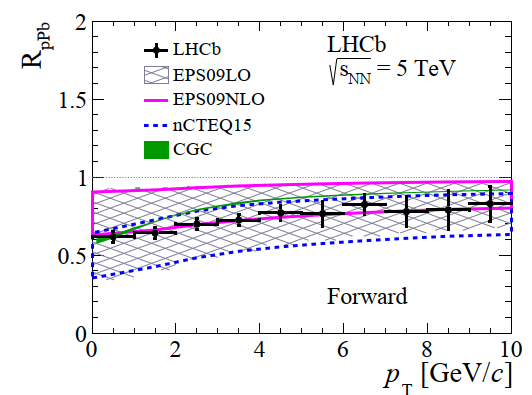 R_pPb
2
1.5
1
0.5
0
LHCb
EPS09LO
EPS09NLO
nCTEQ15
CGC
LHCb
√s_NN = 5 TeV
Forward
0 2 4 6 8 10
p_T [GeV/c]